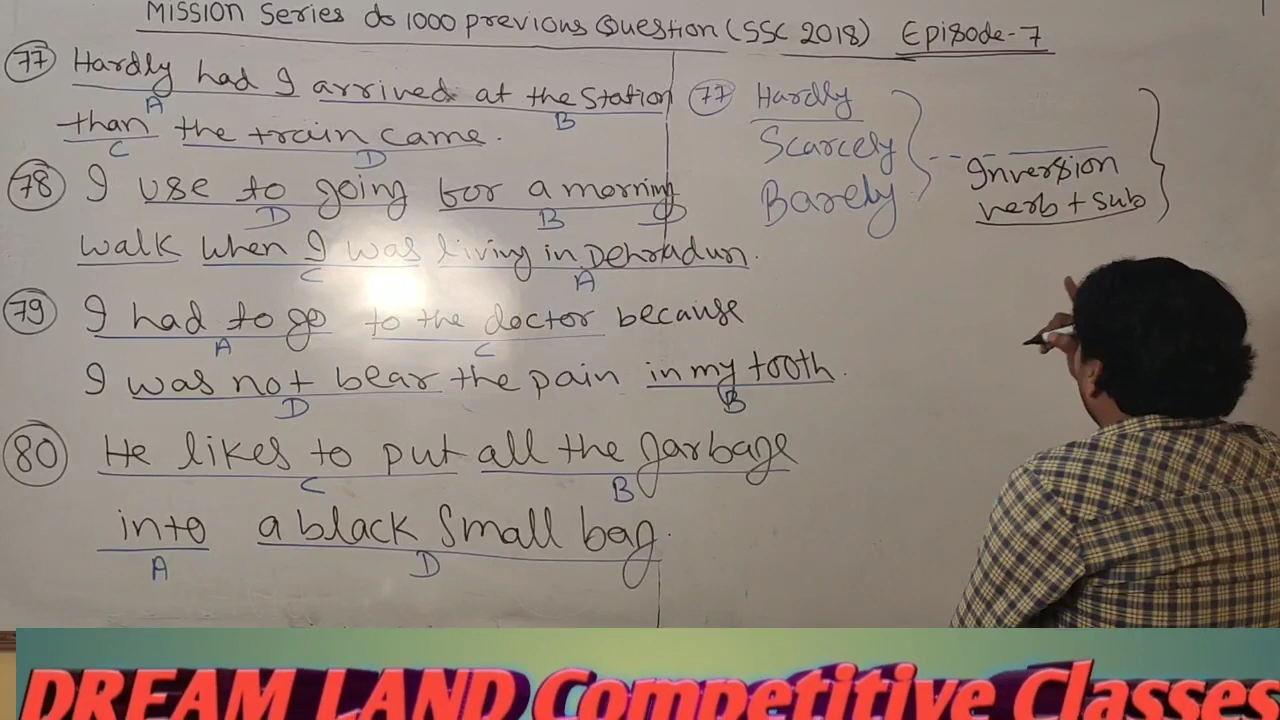 MISSION Series do 1000 previous Question (SSC 2018) Episode-7
77 Hardly had I arrived at the Station
A B
than the train came.
C D
78 I use to going for a morning
D B
walk when I was living in Dehradun.
C A
79 I had to go to the doctor because
A C
I was not bear the pain in my tooth.
D B
80 He likes to put all the garbage
C B
into a black Small bag.
A D
77 Hardly
Scarcely
Barely
Inversion
verb + Sub
DREAM LAND Competitive Classes